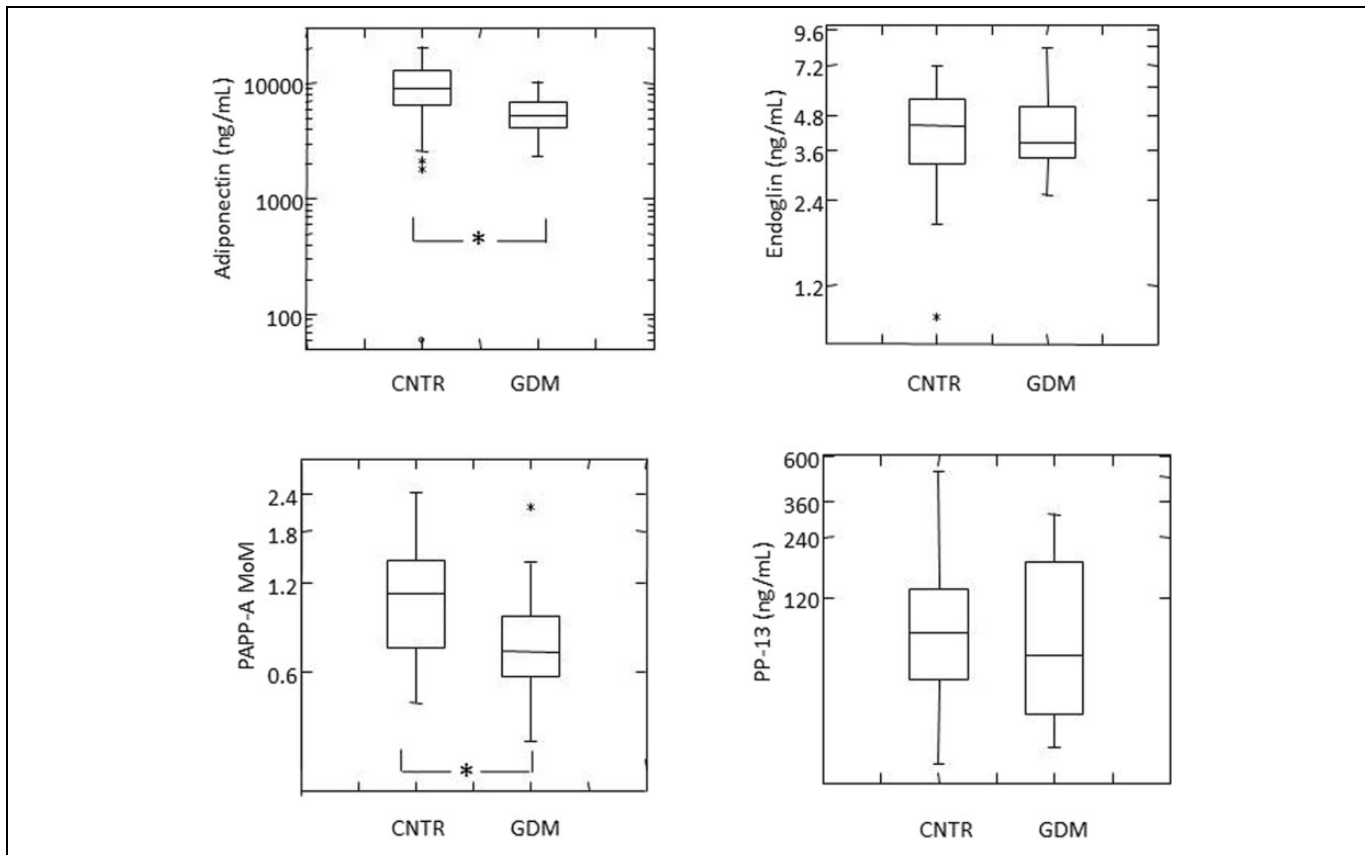 Adiponectin (ng/mL)
10000
1000
100
*
CNTR GDM
Endoglin (ng/mL)
9.6
7.2
4.8
3.6
2.4
1.2
CNTR GDM
PAPP-A MoM
2.4
1.8
1.2
0.6
*
CNTR GDM
PP-13 (ng/mL)
600
360
240
120
CNTR GDM